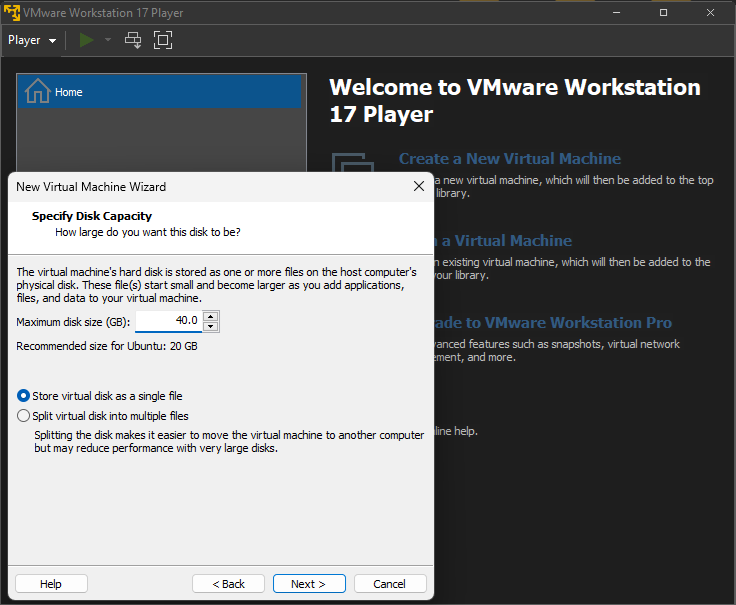 VMware Workstation 17 Player
Player
Home
Welcome to VMware Workstation
17 Player
Create a New Virtual Machine
a new virtual machine, which will then be added to the top
library.
a Virtual Machine
existing virtual machine, which will then be added to the
your library.
to VMware Workstation Pro
features such as snapshots, virtual network
and more.
help.
New Virtual Machine Wizard
Specify Disk Capacity
How large do you want this disk to be?
The virtual machine's hard disk is stored as one or more files on the host computer's
physical disk. These file(s) start small and become larger as you add applications,
files, and data to your virtual machine.
Maximum disk size (GB): 40.0
Recommended size for Ubuntu: 20 GB
Store virtual disk as a single file
Split virtual disk into multiple files
Splitting the disk makes it easier to move the virtual machine to another computer
but may reduce performance with very large disks.
Help
< Back
Next >
Cancel